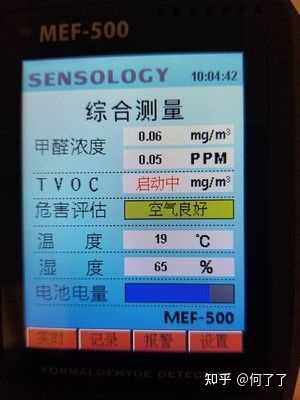 MEF-500
SENSOLOGY 10:04:42
综合测量
甲醛浓度 0.06 mg/m³
0.05 PPM
TVOC 启动中 mg/m³
危害评估 空气良好
温度 19 ℃
湿度 65 %
电池电量
MEF-500
实时 记录 报警 设置
FORMALDEHYDE DETEC
知乎 @何了了